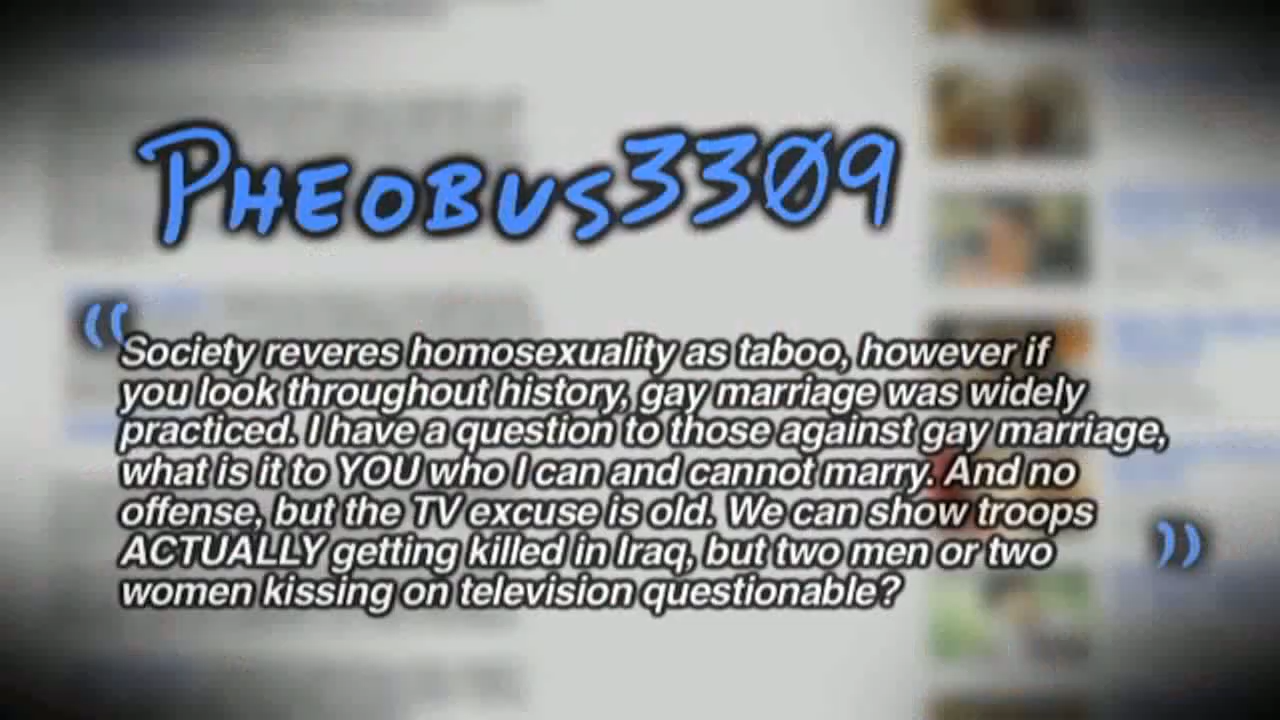 PHEOBUS3309
“Society reveres homosexuality as taboo, however if
you look throughout history, gay marriage was widely
practiced. I have a question to those against gay marriage,
what is it to YOU who I can and cannot marry. And no
offense, but the TV excuse is old. We can show troops
ACTUALLY getting killed in Iraq, but two men or two
women kissing on television questionable?”